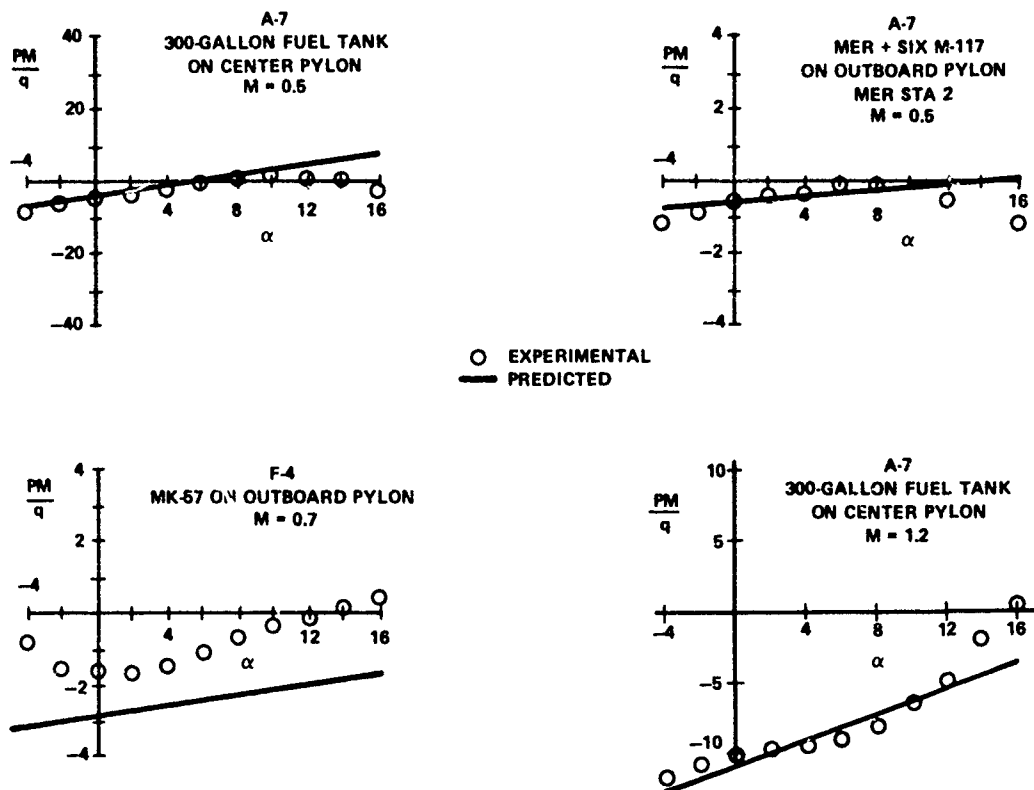 A-7
300-GALLON FUEL TANK
ON CENTER PYLON
M = 0.5
PM
q
40
20
-4
4
8
12
16
α
-20
-40
A-7
MER + SIX M-117
ON OUTBOARD PYLON
MER STA 2
M = 0.5
PM
q
4
2
-4
4
8
12
16
α
-2
-4
EXPERIMENTAL
PREDICTED
F-4
MK-57 ON OUTBOARD PYLON
M = 0.7
PM
q
4
2
-4
4
8
12
16
α
-2
-4
A-7
300-GALLON FUEL TANK
ON CENTER PYLON
M = 1.2
PM
q
10
5
-4
4
8
12
16
α
-5
-10